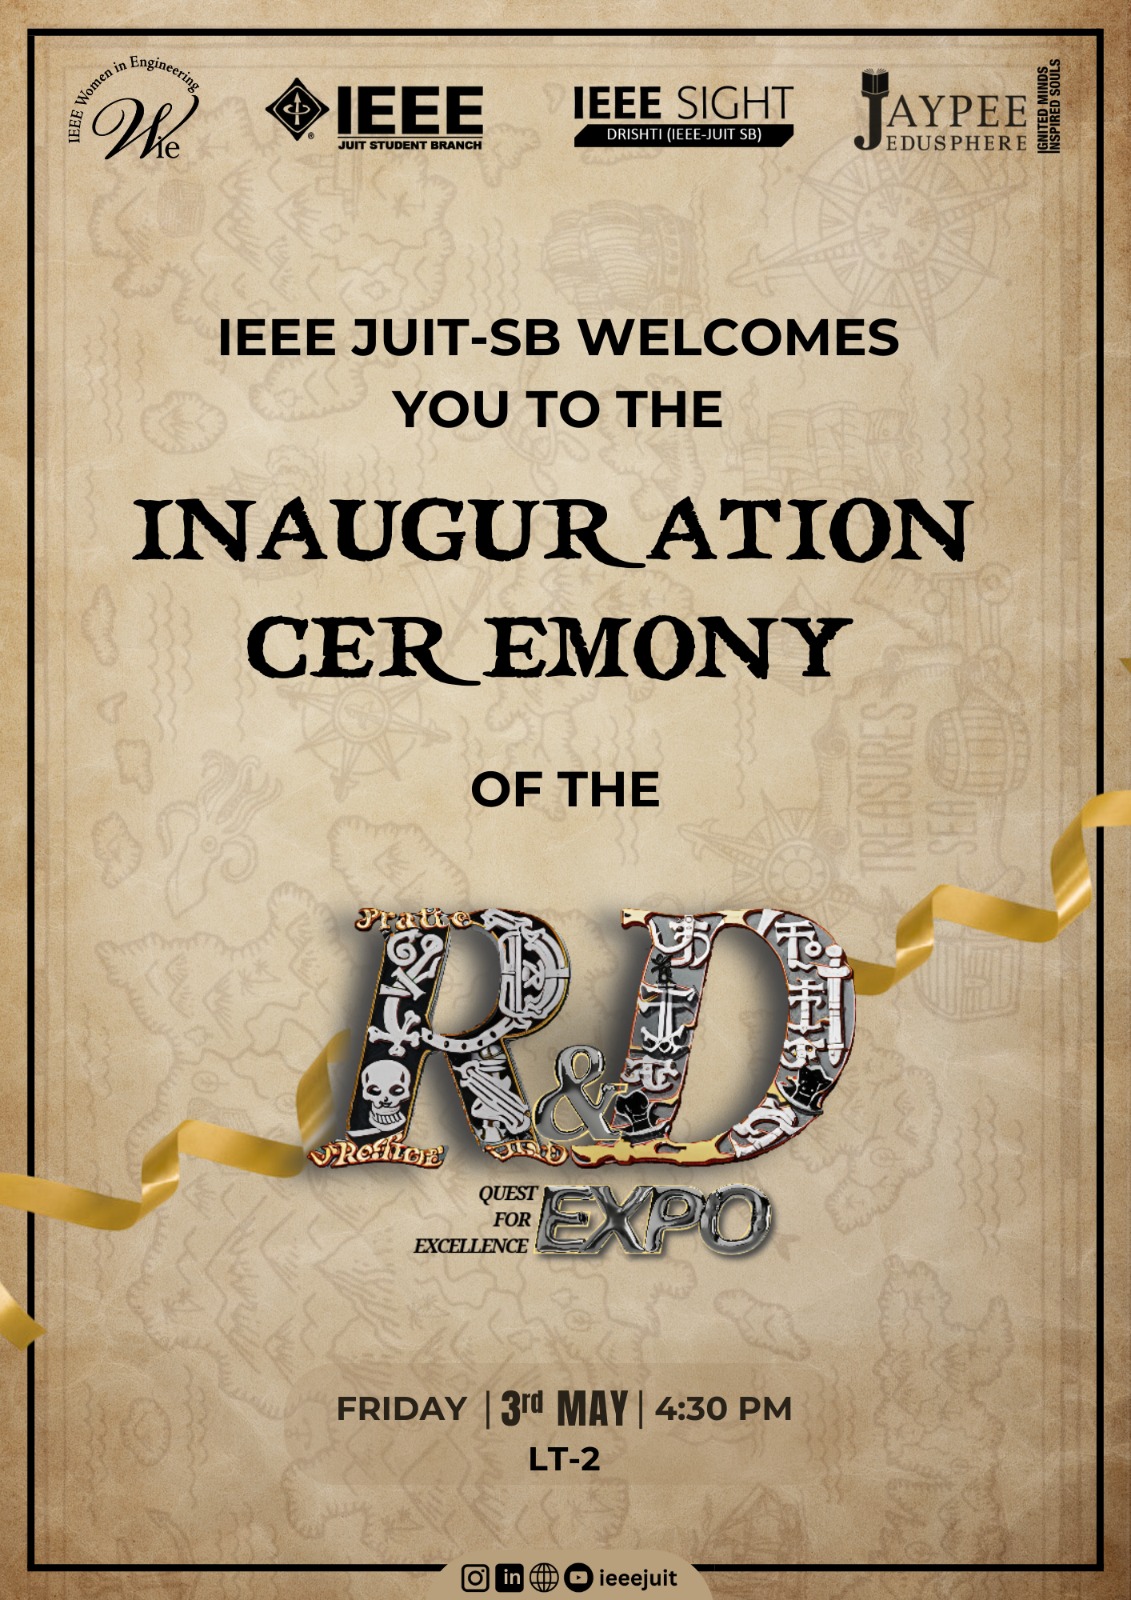 IEEE Women in Engineering
Wie
IEEE
JUIT STUDENT BRANCH
IEEE SIGHT
DRISHTI (IEEE-JUIT SB)
JAYPEE
EDUSPHERE
IGNITED MINDS
INSPIRED SOULS
IEEE JUIT-SB WELCOMES
YOU TO THE
INAUGURATION
CEREMONY
OF THE
R&D
QUEST
FOR
EXCELLENCE
EXPO
TREASURES
SEA
FRIDAY | 3rd MAY | 4:30 PM
LT-2
in
ieeejuit